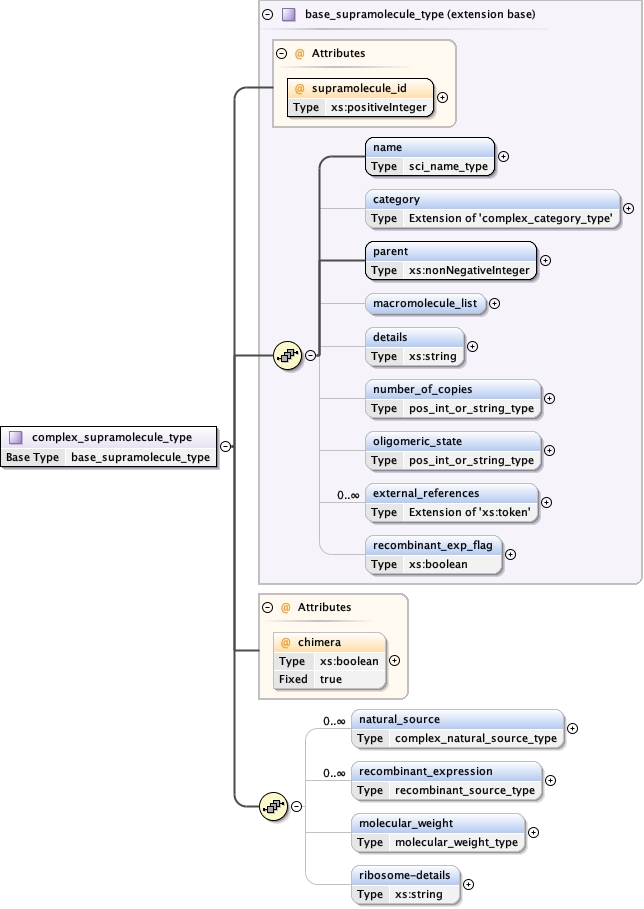 base_supramolecule_type (extension base)
@ Attributes
@ supramolecule_id
Type xs:positiveInteger
name
Type sci_name_type
category
Type Extension of 'complex_category_type'
parent
Type xs:nonNegativeInteger
macromolecule_list
details
Type xs:string
number_of_copies
Type pos_int_or_string_type
oligomeric_state
Type pos_int_or_string_type
0..∞ external_references
Type Extension of 'xs:token'
recombinant_exp_flag
Type xs:boolean
complex_supramolecule_type
Base Type base_supramolecule_type
@ Attributes
@ chimera
Type xs:boolean
Fixed true
0..∞ natural_source
Type complex_natural_source_type
0..∞ recombinant_expression
Type recombinant_source_type
molecular_weight
Type molecular_weight_type
ribosome-details
Type xs:string